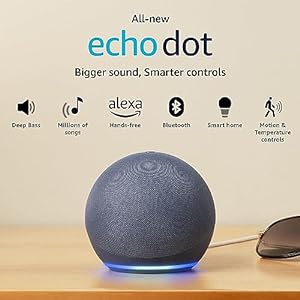 All-new
echo dot
Bigger sound, Smarter controls
Deep Bass
Millions of
songs
alexa
Hands-free
Bluetooth
Smart home
Motion &
Temperature
controls